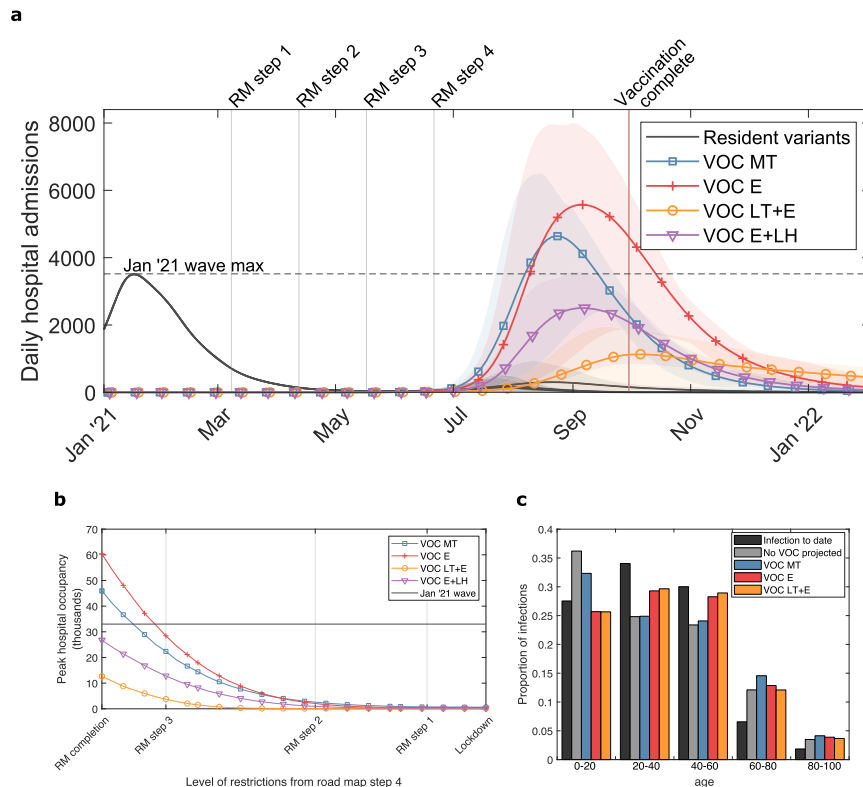 a
RM step 1
RM step 2
RM step 3
RM step 4
Vaccination
complete
Daily hospital admissions
8000
6000
4000
2000
0
Jan '21 wave max
Resident variants
VOC MT
VOC E
VOC LT+E
VOC E+LH
Jan '21
Mar
May
Jul
Sep
Nov
Jan '22
b
Peak hospital occupancy
(thousands)
70
60
50
40
30
20
10
0
VOC MT
VOC E
VOC LT+E
VOC E+LH
Jan '21 wave
RM completion
RM step 3
RM step 2
RM step 1
Lockdown
Level of restrictions from road map step 4
c
Proportion of infections
0.4
0.35
0.3
0.25
0.2
0.15
0.1
0.05
0
Infection to date
No VOC projected
VOC MT
VOC E
VOC LT+E
0-20
20-40
40-60
60-80
80-100
age